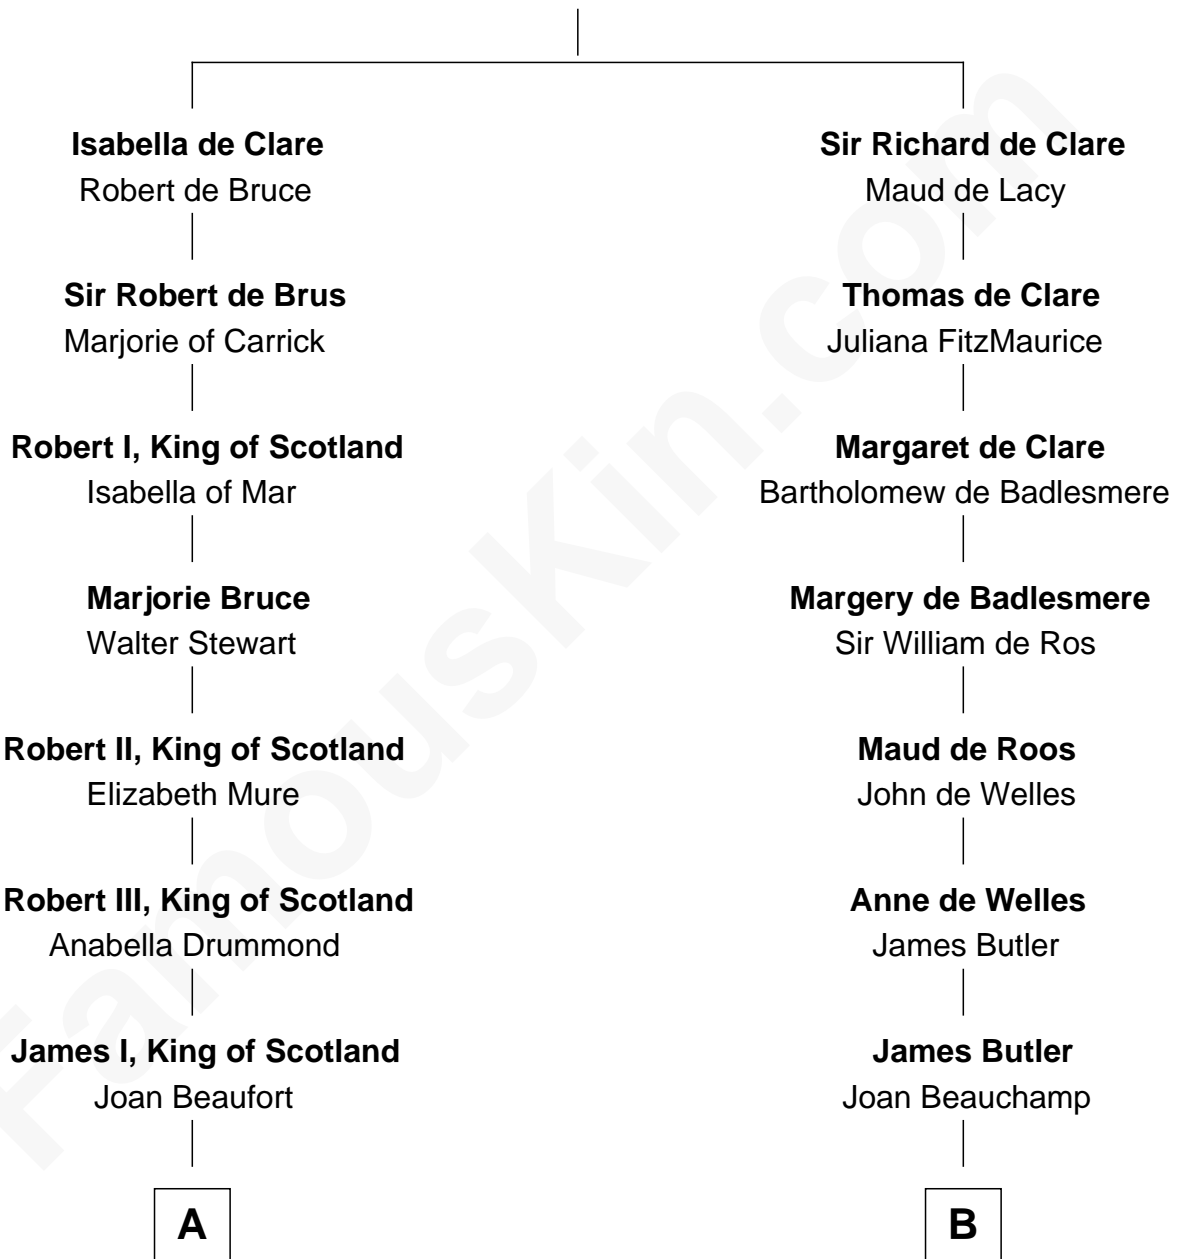 Isabella de Clare
Robert de Bruce
Sir Robert de Brus
Marjorie of Carrick
Robert I, King of Scotland
Isabella of Mar
Marjorie Bruce
Walter Stewart
Robert II, King of Scotland
Elizabeth Mure
Robert III, King of Scotland
Anabella Drummond
James I, King of Scotland
Joan Beaufort
A
Sir Richard de Clare
Maud de Lacy
Thomas de Clare
Juliana FitzMaurice
Margaret de Clare
Bartholomew de Badlesmere
Margery de Badlesmere
Sir William de Ros
Maud de Roos
John de Welles
Anne de Welles
James Butler
James Butler
Joan Beauchamp
B
FamousKin.com